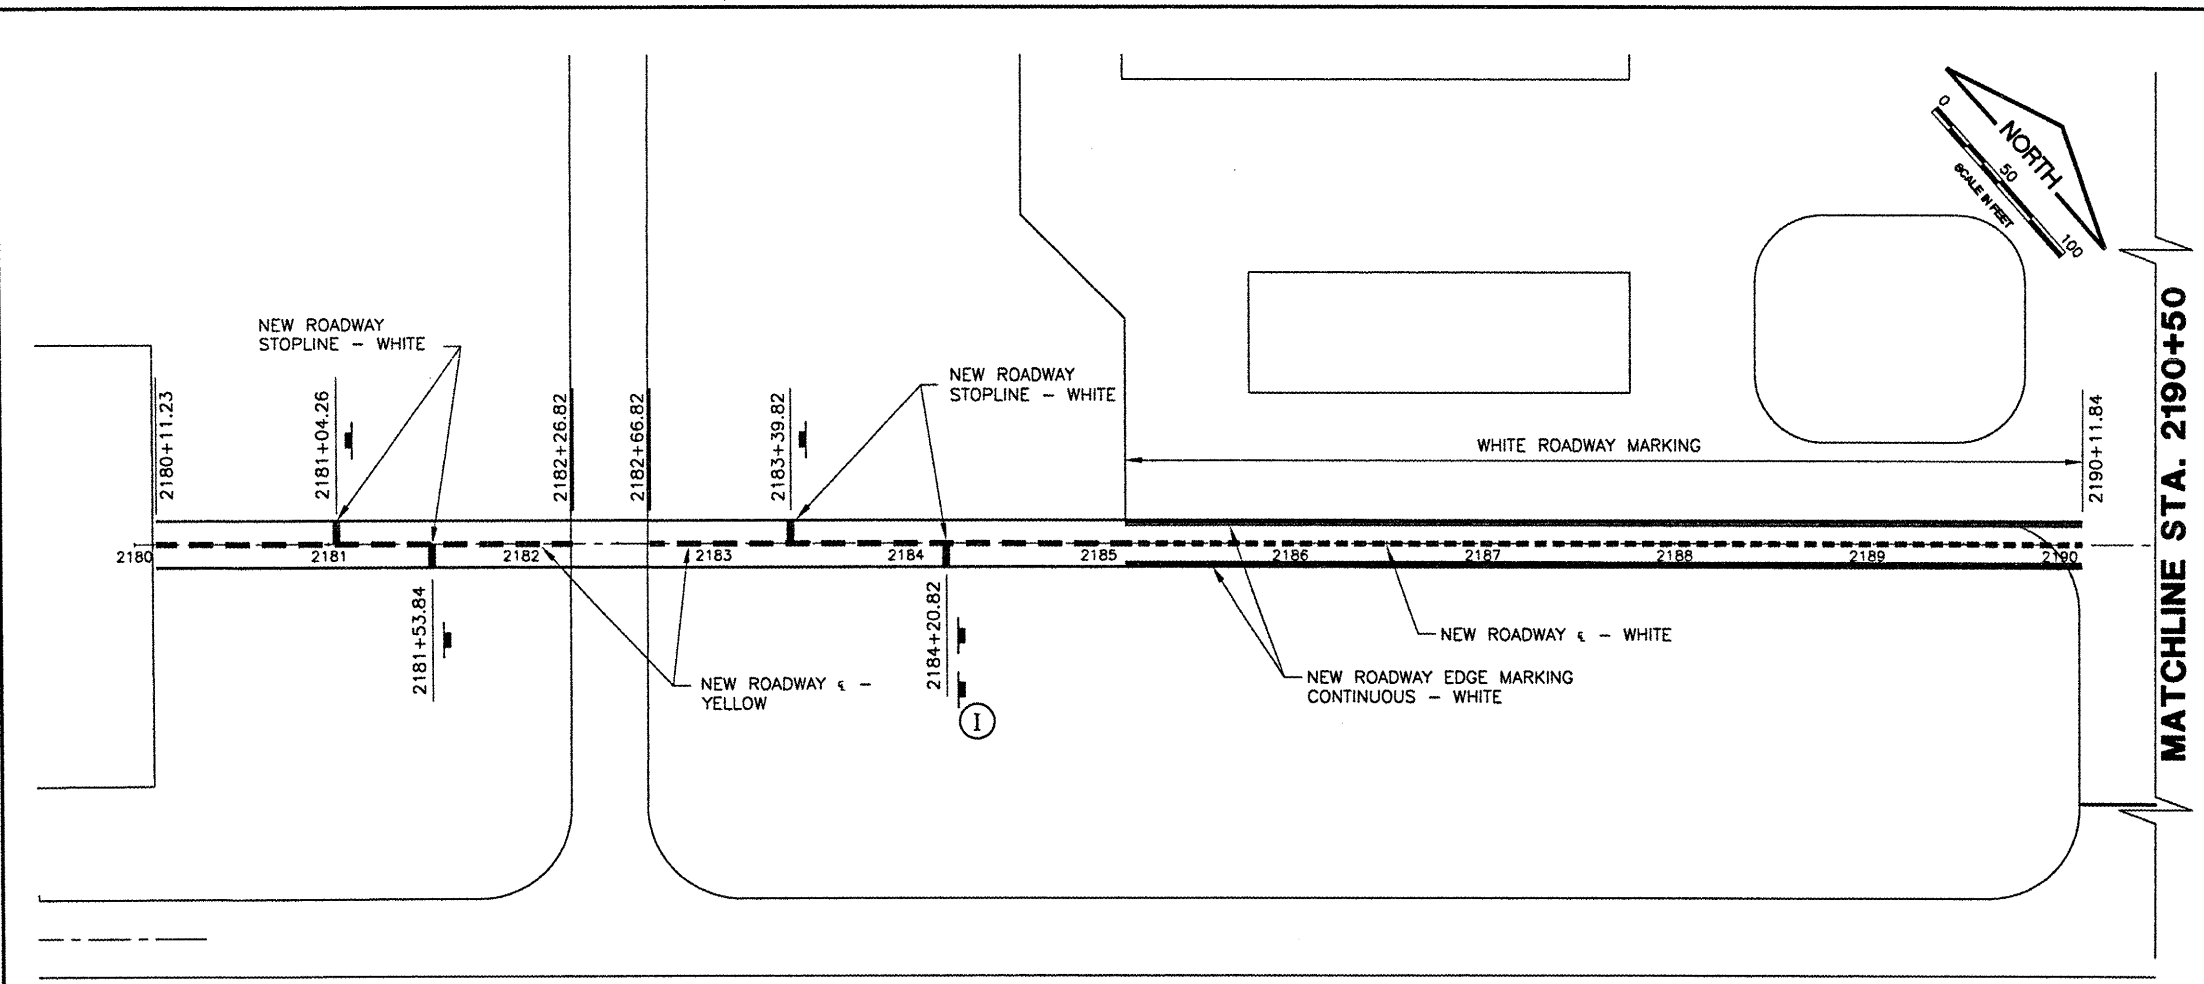 0
NORTH
50
SCALE IN FEET
100
NEW ROADWAY
STOPLINE - WHITE
NEW ROADWAY
STOPLINE - WHITE
2180+11.23
2181+04.26
2182+26.82
2182+66.82
2183+39.82
WHITE ROADWAY MARKING
2190+11.84
MATCHLINE STA. 2190+50
2180
2181
2182
2183
2184
2185
2186
2187
2188
2189
2190
2181+53.84
2184+20.82
NEW ROADWAY ℄ - WHITE
NEW ROADWAY ℄ -
YELLOW
NEW ROADWAY EDGE MARKING
CONTINUOUS - WHITE
I